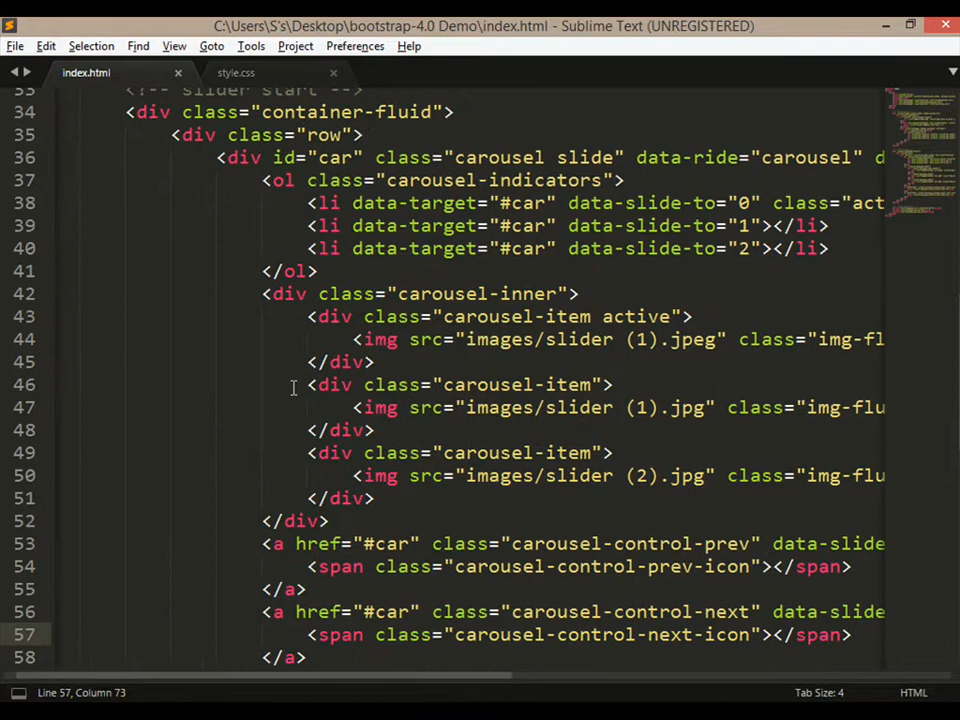 C:\Users\S's\Desktop\bootstrap-4.0 Demo\index.html - Sublime Text (UNREGISTERED)
File Edit Selection Find View Goto Tools Project Preferences Help
index.html × style.css ×
33 <!-- slider start -->
34 <div class="container-fluid">
35 <div class="row">
36 <div id="car" class="carousel slide" data-ride="carousel" d
37 <ol class="carousel-indicators">
38 <li data-target="#car" data-slide-to="0" class="act
39 <li data-target="#car" data-slide-to="1"></li>
40 <li data-target="#car" data-slide-to="2"></li>
41 </ol>
42 <div class="carousel-inner">
43 <div class="carousel-item active">
44 <img src="images/slider (1).jpeg" class="img-fl
45 </div>
46 <div class="carousel-item">
47 <img src="images/slider (1).jpg" class="img-flu
48 </div>
49 <div class="carousel-item">
50 <img src="images/slider (2).jpg" class="img-flu
51 </div>
52 </div>
53 <a href="#car" class="carousel-control-prev" data-slide
54 <span class="carousel-control-prev-icon"></span>
55 </a>
56 <a href="#car" class="carousel-control-next" data-slide
57 <span class="carousel-control-next-icon"></span>
58 </a>
Line 57, Column 73 Tab Size: 4 HTML